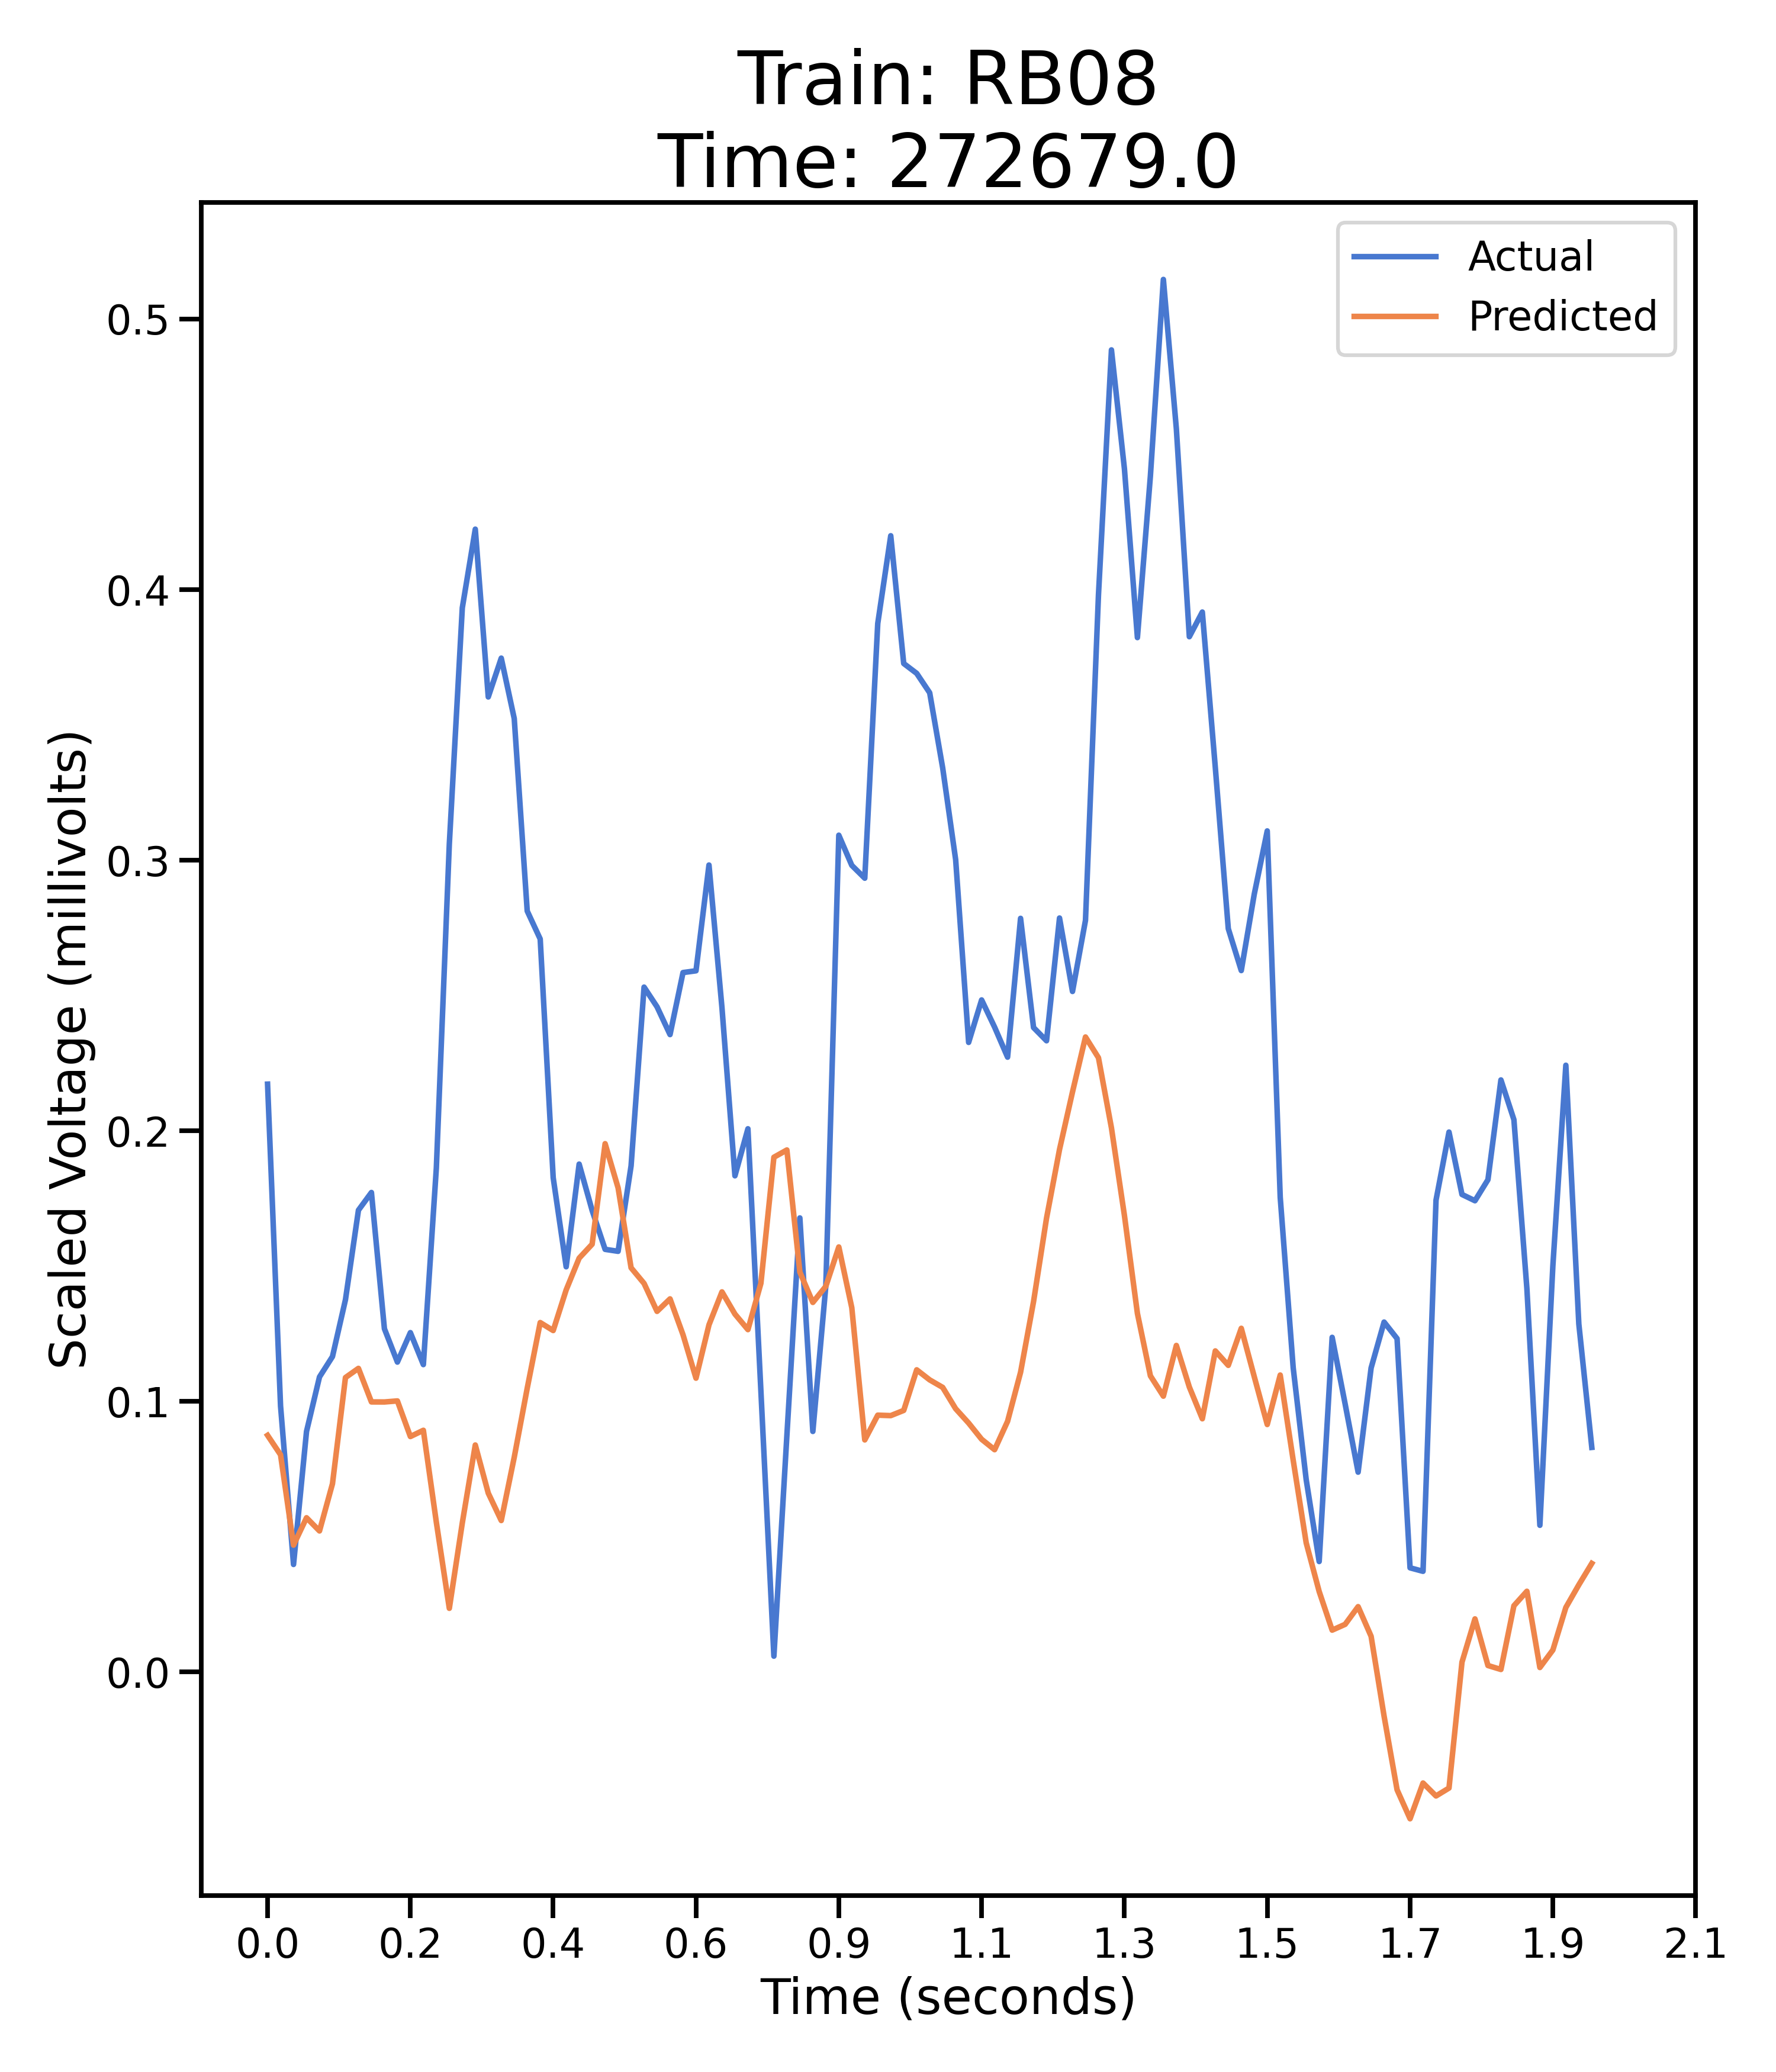 Train: RB08
Time: 272679.0
Actual
Predicted
Scaled Voltage (millivolts)
0.5
0.4
0.3
0.2
0.1
0.0
0.0 0.2 0.4 0.6 0.9 1.1 1.3 1.5 1.7 1.9 2.1
Time (seconds)